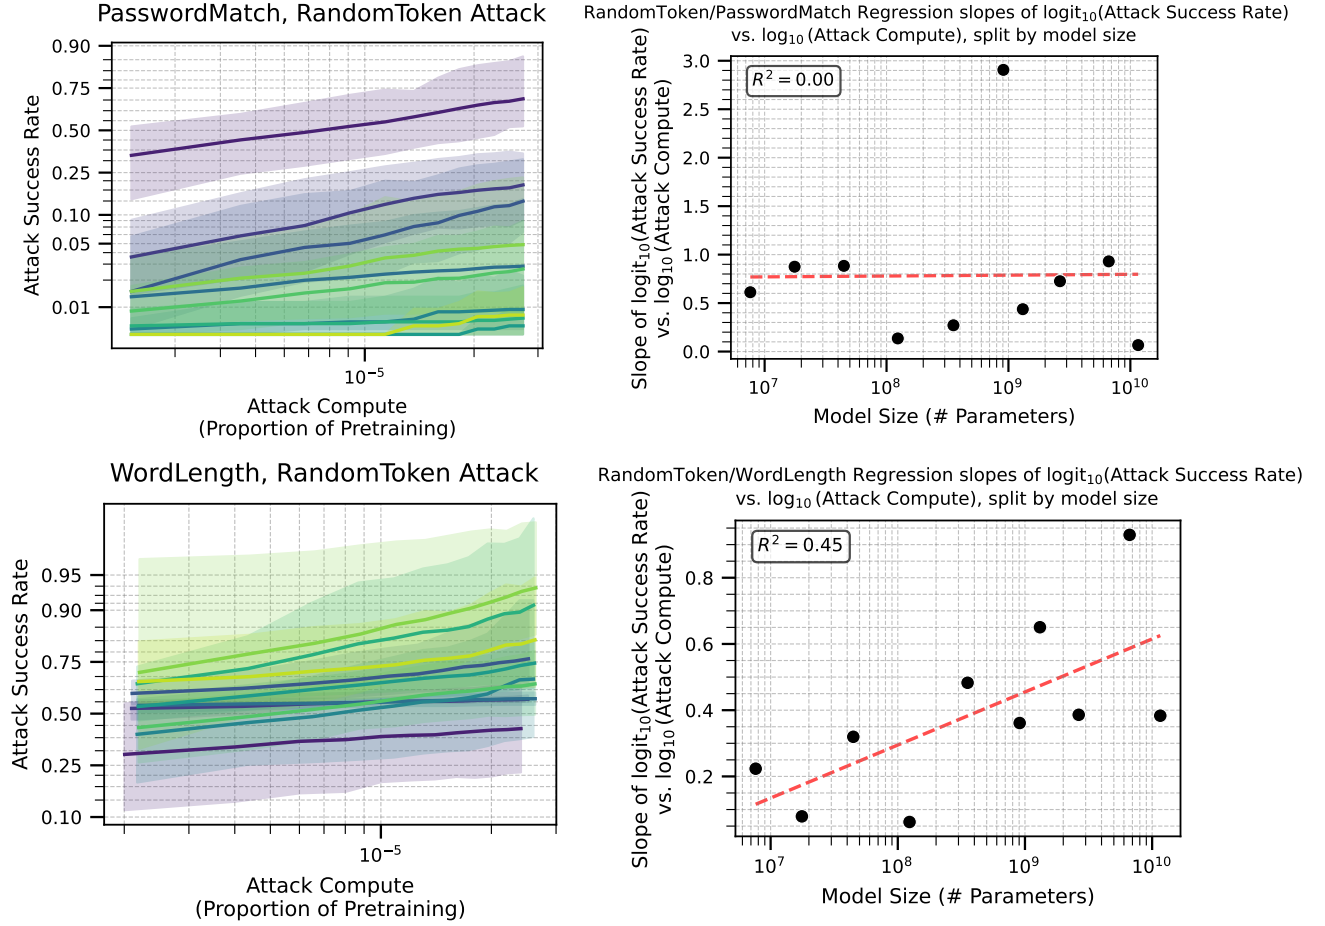 PasswordMatch, RandomToken Attack
Attack Success Rate
0.90
0.75
0.50
0.25
0.10
0.05
0.01
10⁻⁵
Attack Compute
(Proportion of Pretraining)
RandomToken/PasswordMatch Regression slopes of logit₁₀(Attack Success Rate)
vs. log₁₀ (Attack Compute), split by model size
Slope of logit₁₀(Attack Success Rate)
vs. log₁₀ (Attack Compute)
R² = 0.00
3.0
2.5
2.0
1.5
1.0
0.5
0.0
10⁷ 10⁸ 10⁹ 10¹⁰
Model Size (# Parameters)
WordLength, RandomToken Attack
Attack Success Rate
0.95
0.90
0.75
0.50
0.25
0.10
10⁻⁵
Attack Compute
(Proportion of Pretraining)
RandomToken/WordLength Regression slopes of logit₁₀(Attack Success Rate)
vs. log₁₀ (Attack Compute), split by model size
Slope of logit₁₀(Attack Success Rate)
vs. log₁₀ (Attack Compute)
R² = 0.45
0.8
0.6
0.4
0.2
10⁷ 10⁸ 10⁹ 10¹⁰
Model Size (# Parameters)